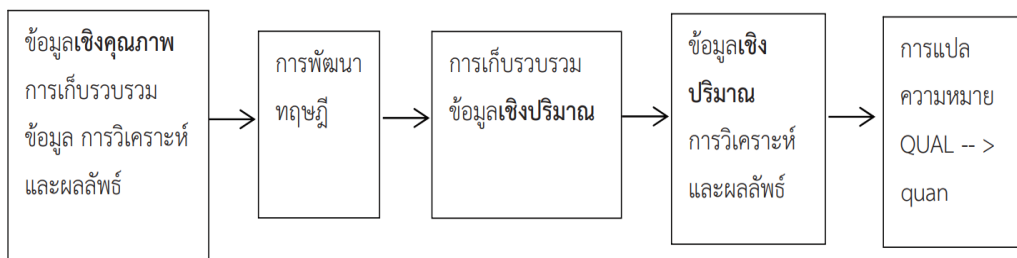 ข้อมูลเชิงคุณภาพ
การเก็บรวบรวม
ข้อมูล การวิเคราะห์
และผลลัพธ์
การพัฒนา
ทฤษฎี
การเก็บรวบรวม
ข้อมูลเชิงปริมาณ
ข้อมูลเชิง
ปริมาณ
การวิเคราะห์
และผลลัพธ์
การแปล
ความหมาย
QUAL -- >
quan